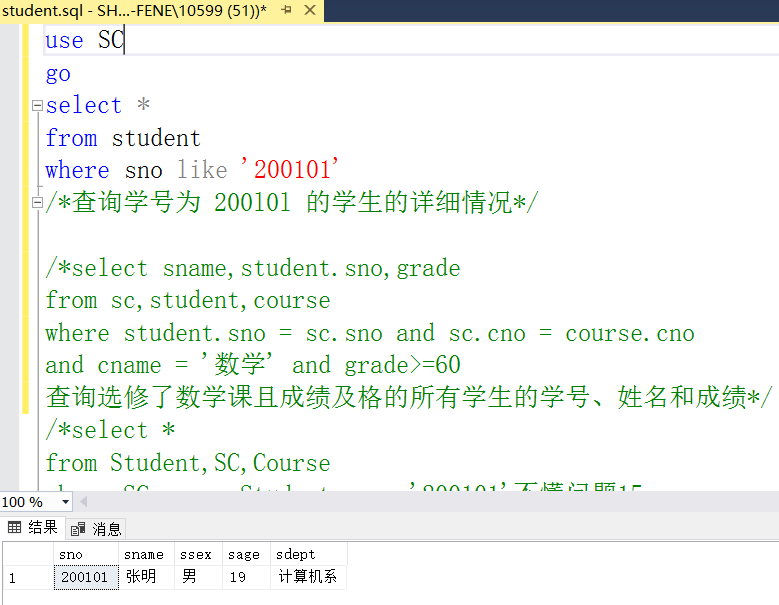 student.sql - SH...-FENE\10599 (51))*
use SC
go
select *
from student
where sno like '200101'
/*查询学号为 200101 的学生的详细情况*/
/*select sname,student.sno,grade
from sc,student,course
where student.sno = sc.sno and sc.cno = course.cno
and cname = '数学' and grade>=60
查询选修了数学课且成绩及格的所有学生的学号、姓名和成绩*/
/*select *
from Student,SC,Course
100 %
结果 消息
sno sname ssex sage sdept
1 200101 张明 男 19 计算机系